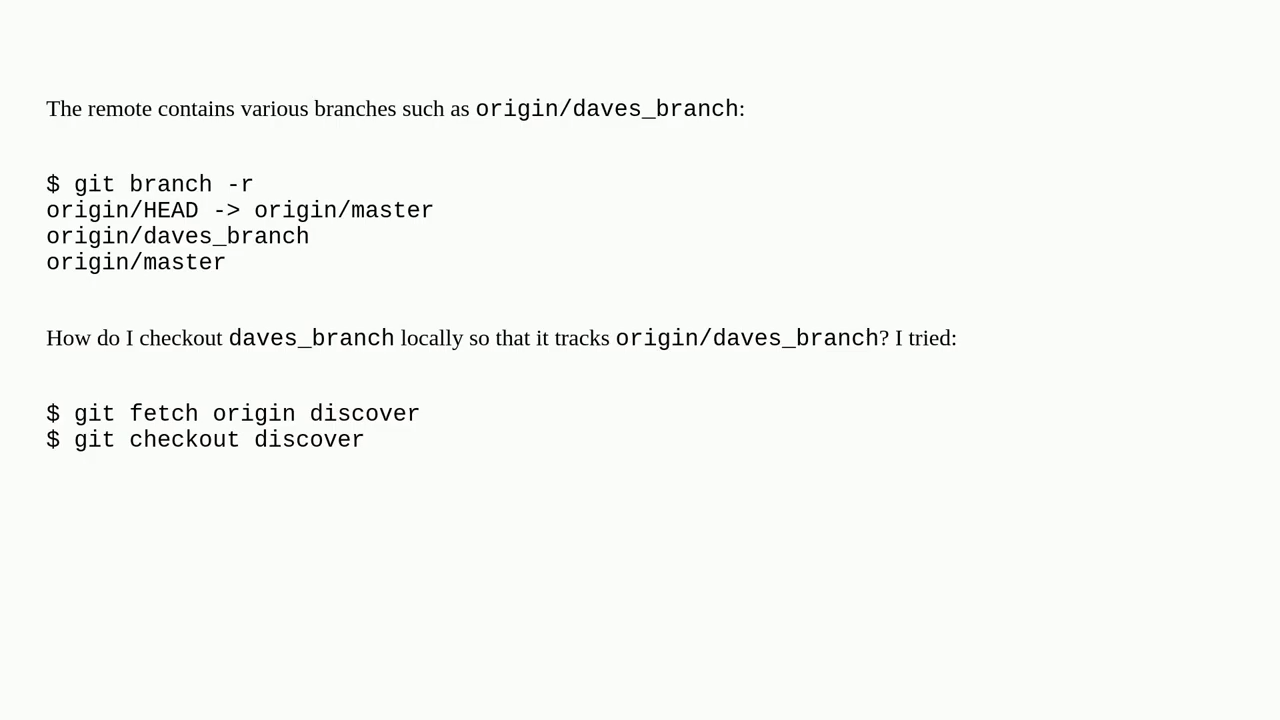 The remote contains various branches such as origin/daves_branch:
$ git branch -r
origin/HEAD -> origin/master
origin/daves_branch
origin/master
How do I checkout daves_branch locally so that it tracks origin/daves_branch? I tried:
$ git fetch origin discover
$ git checkout discover